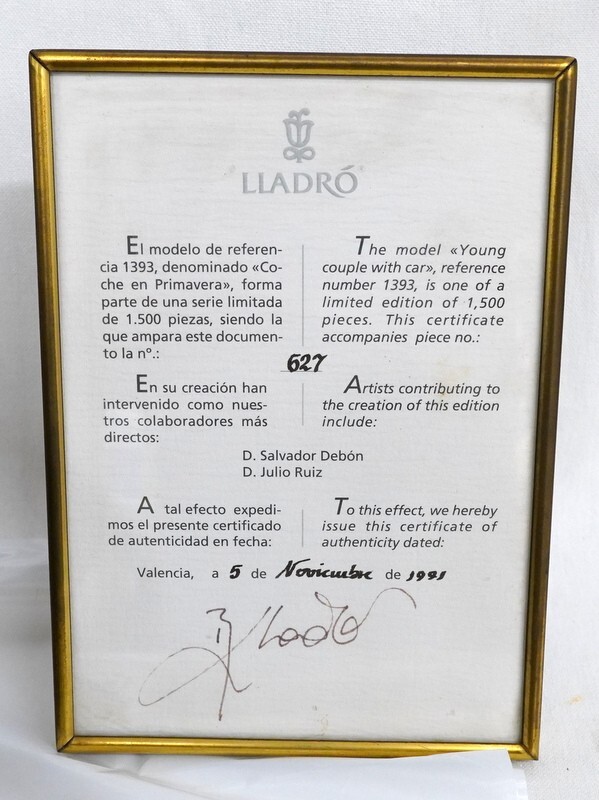 LLADRÓ
El modelo de referen-
cia 1393, denominado «Co-
che en Primavera», forma
parte de una serie limitada
de 1.500 piezas, siendo la
que ampara este documen-
to la nº.:
The model «Young
couple with car», reference
number 1393, is one of a
limited edition of 1,500
pieces. This certificate
accompanies piece no.:
627
En su creación han
intervenido como nues-
tros colaboradores más
directos:
Artists contributing to
the creation of this edition
include:
D. Salvador Debón
D. Julio Ruiz
A tal efecto expedi-
mos el presente certificado
de autenticidad en fecha:
To this effect, we hereby
issue this certificate of
authenticity dated:
Valencia, a 5 de Noviembre de 1991
Lladró